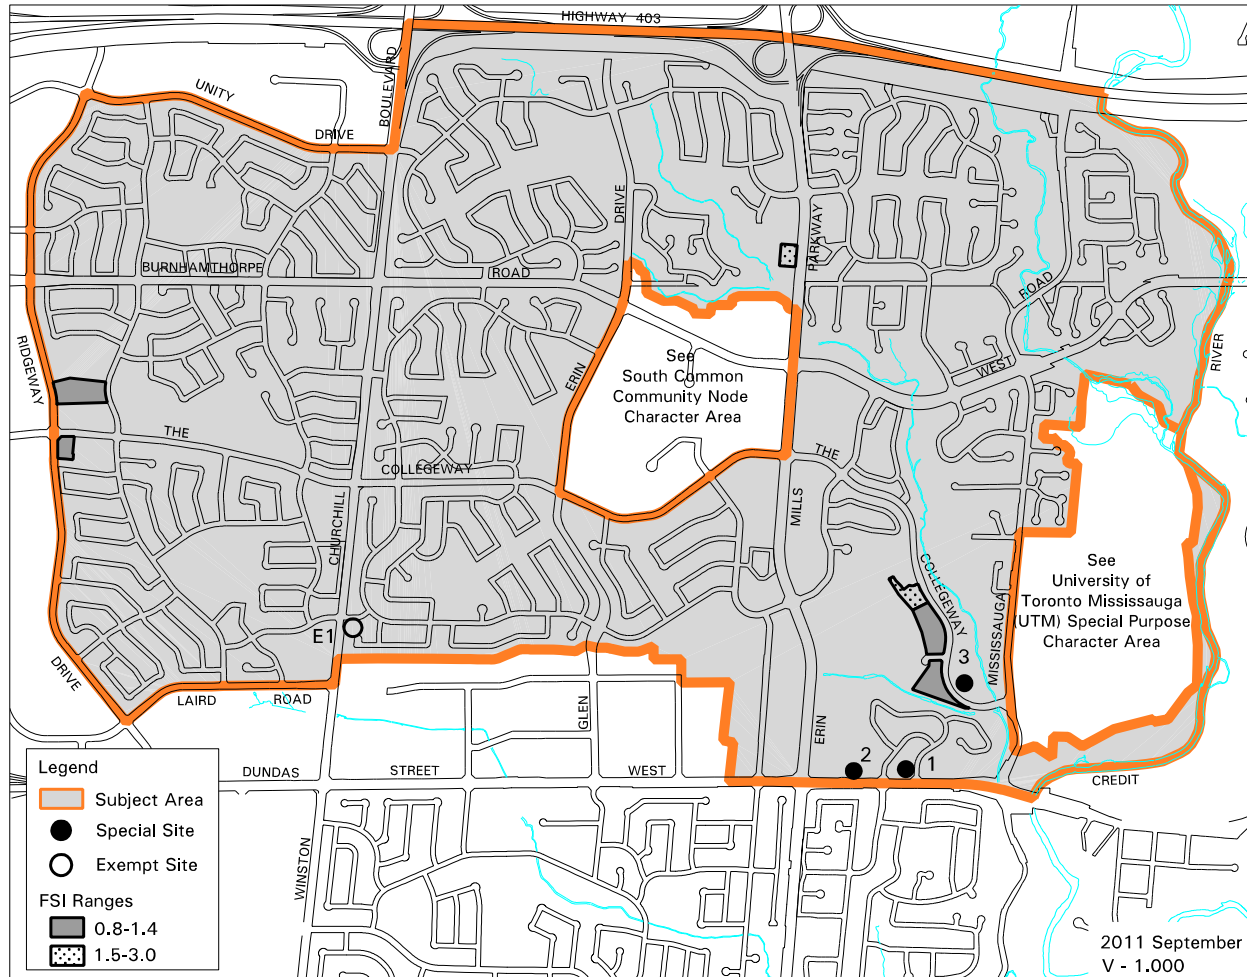 HIGHWAY 403
UNITY
DRIVE
BOULEVARD
DRIVE
PARKWAY
BURNHAMTHORPE
ROAD
ROAD
RIDGEWAY
ERIN
WEST
RIVER
See
South Common
Community Node
Character Area
THE
COLLEGEWAY
THE
MILLS
CHURCHILL
COLLEGEWAY
MISSISSAUGA
See
University of
Toronto Mississauga
(UTM) Special Purpose
Character Area
E1
3
DRIVE
LAIRD
ROAD
GLEN
ERIN
2
1
DUNDAS
STREET
WEST
CREDIT
WINSTON
Legend
Subject Area
Special Site
Exempt Site
FSI Ranges
0.8-1.4
1.5-3.0
2011 September
V - 1.000